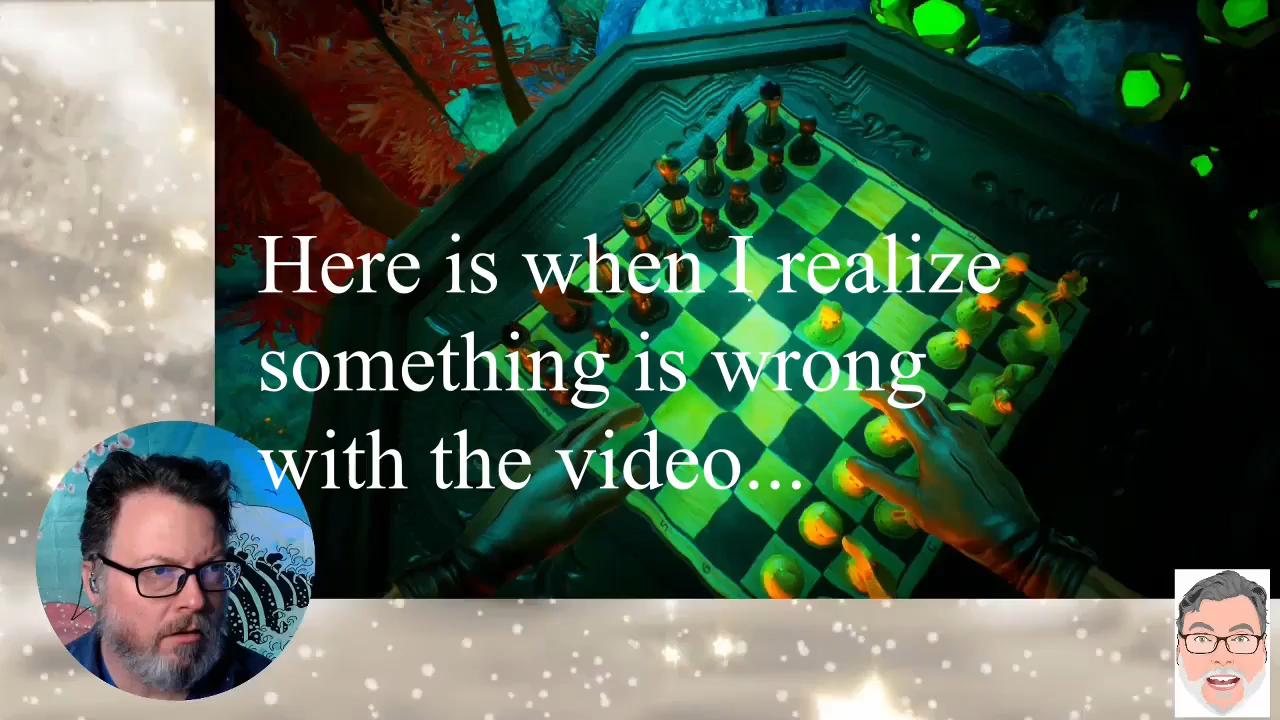 Here is when I realize
something is wrong
with the video...